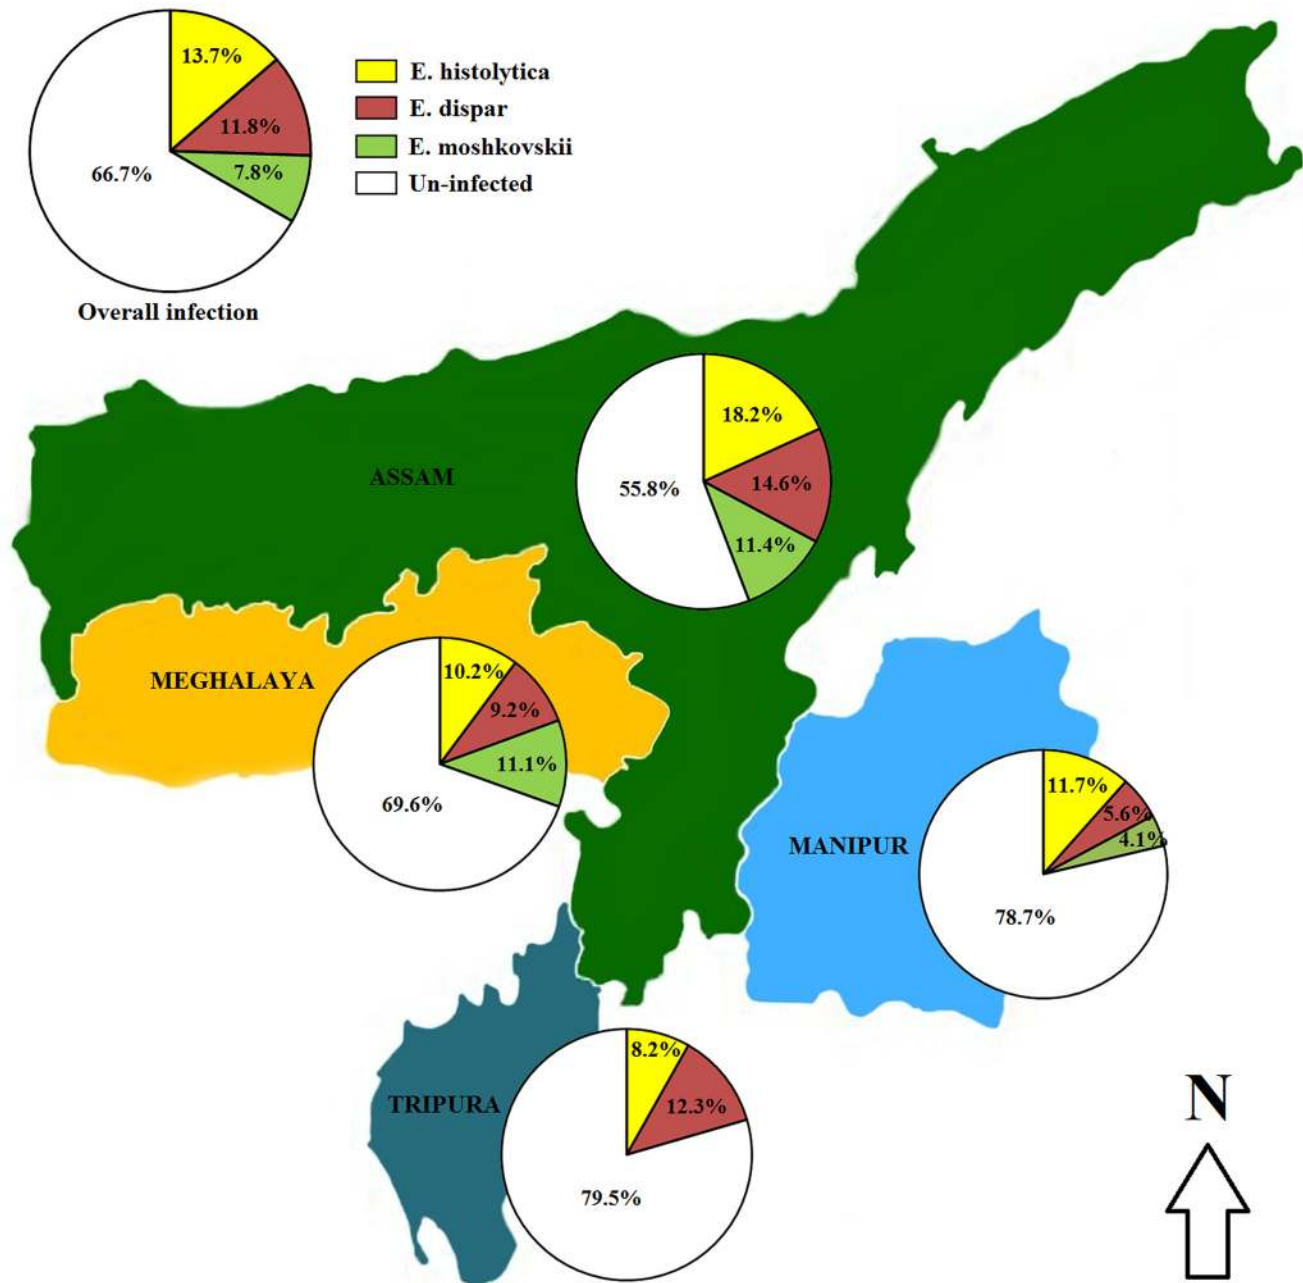 13.7%
11.8%
7.8%
66.7%
Overall infection
E. histolytica
E. dispar
E. moshkovskii
Un-infected
ASSAM
18.2%
14.6%
11.4%
55.8%
MEGHALAYA
10.2%
9.2%
11.1%
69.6%
MANIPUR
11.7%
5.6%
4.1%
78.7%
TRIPURA
8.2%
12.3%
79.5%
N